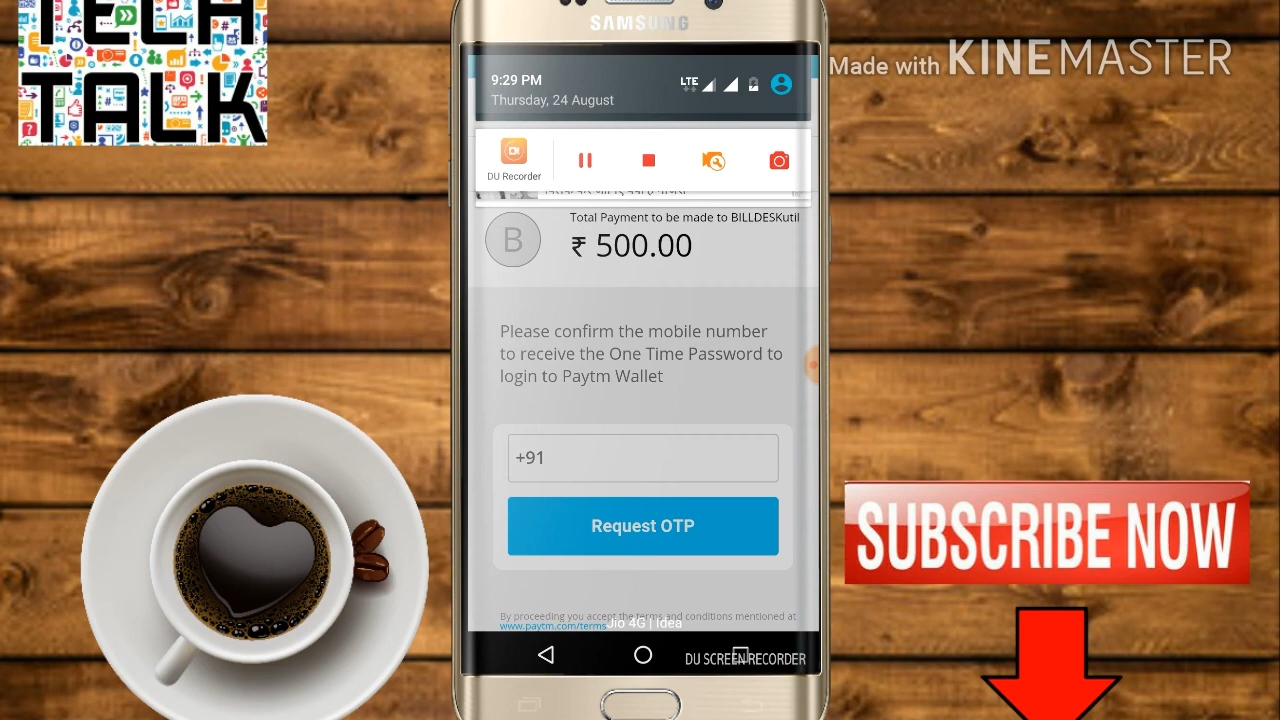 TECH
TALK
Made with KINEMASTER
SAMSUNG
9:29 PM
LTE
Thursday, 24 August
DU Recorder
Total Payment to be made to BILLDESKutil
B
₹ 500.00
Please confirm the mobile number
to receive the One Time Password to
login to Paytm Wallet
+91
Request OTP
SUBSCRIBE NOW
By proceeding you accept the terms and conditions mentioned at
www.paytm.com/terms
Jio 4G | Idea
DU SCREEN RECORDER